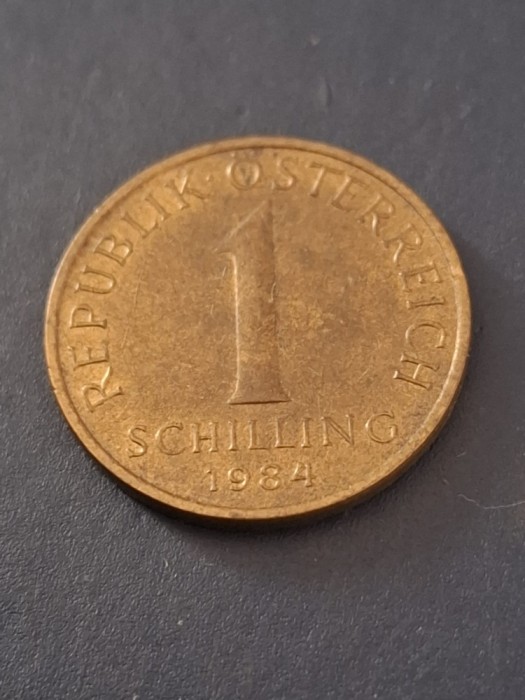 REPUBLIK · ÖSTERREICH
1
SCHILLING
1984